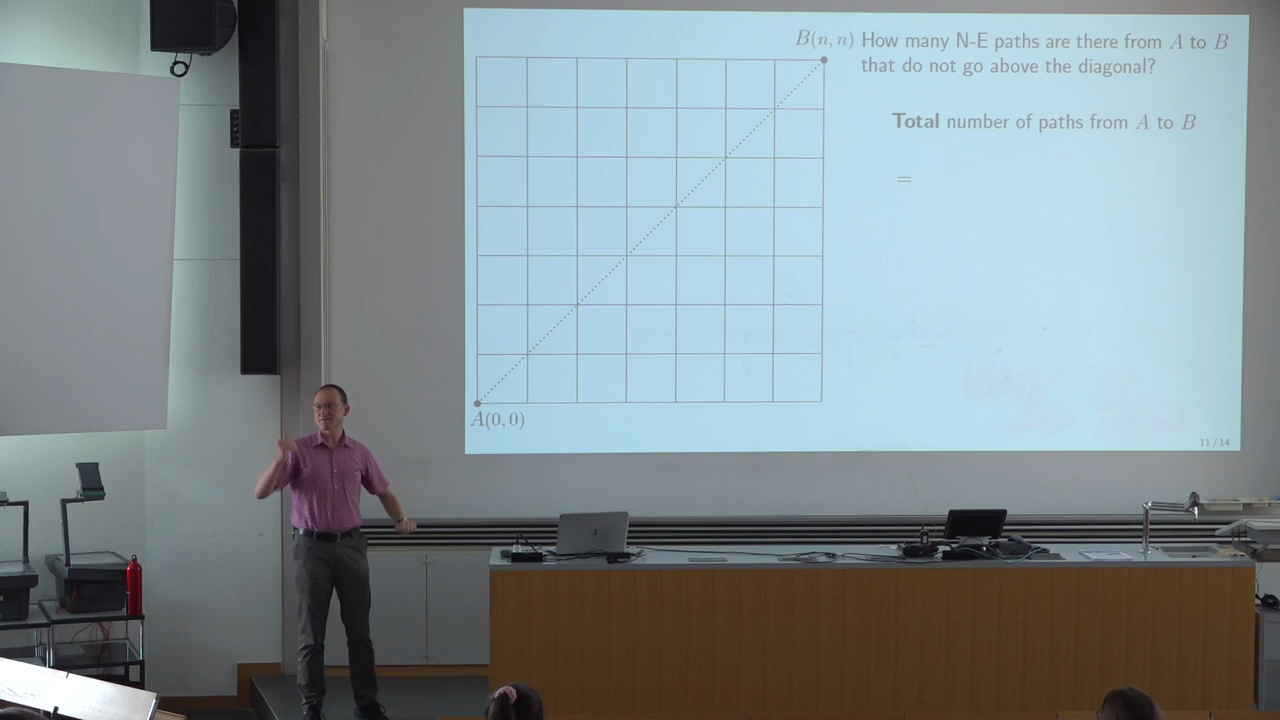 B(n, n) How many N-E paths are there from A to B
that do not go above the diagonal?
Total number of paths from A to B
=
A(0, 0)
11 / 14